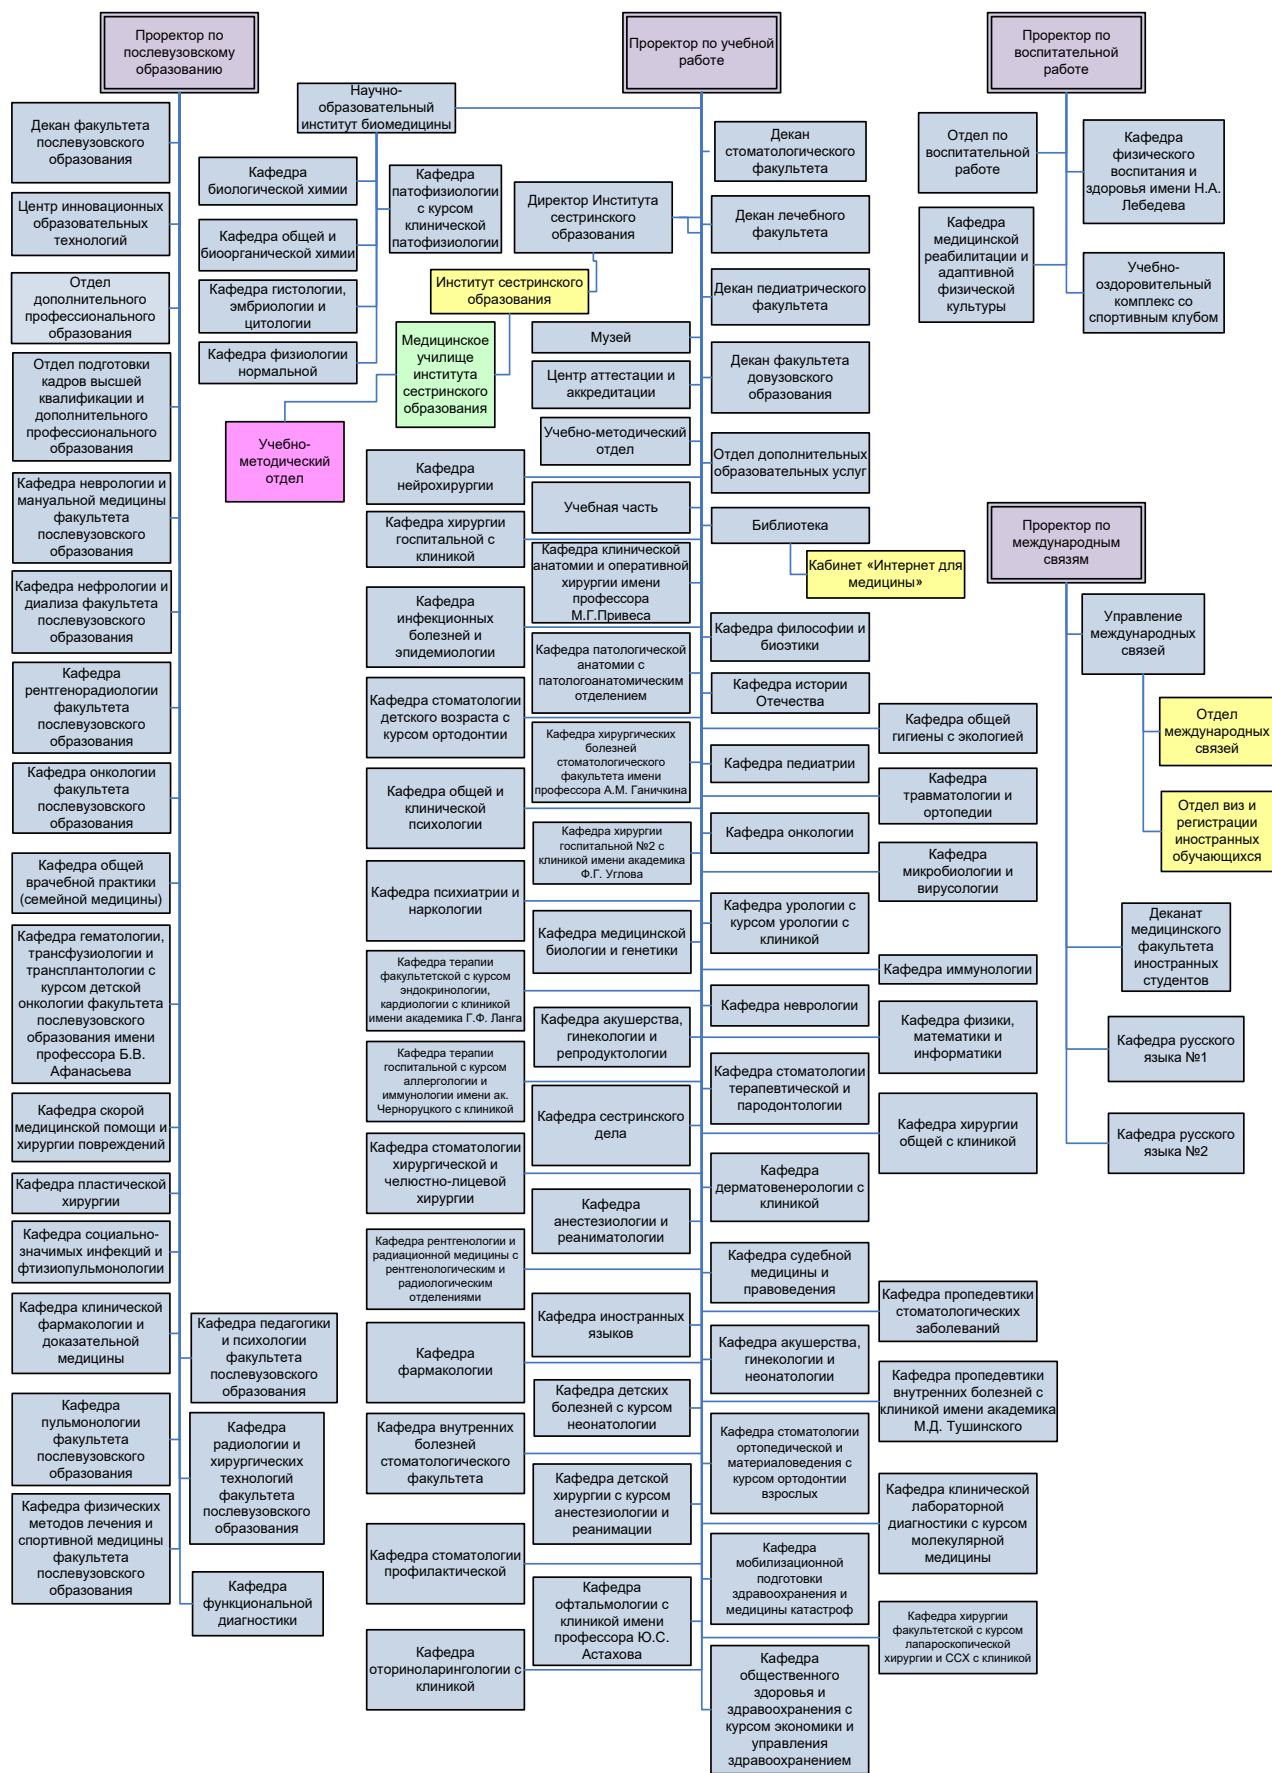 Проректор по
послевузовскому
образованию
Декан факультета
послевузовского
образования
Центр инновационных
образовательных
технологий
Отдел
дополнительного
профессионального
образования
Отдел подготовки
кадров высшей
квалификации и
дополнительного
профессионального
образования
Кафедра неврологии и
мануальной медицины
факультета
послевузовского
образования
Кафедра нефрологии и
диализа факультета
послевузовского
образования
Кафедра
рентгенорадиологии
факультета
послевузовского
образования
Кафедра онкологии
факультета
послевузовского
образования
Кафедра общей
врачебной практики
(семейной медицины)
Кафедра гематологии,
трансфузиологии и
трансплантологии с
курсом детской
онкологии факультета
послевузовского
образования имени
профессора Б.В.
Афанасьева
Кафедра скорой
медицинской помощи и
хирургии повреждений
Кафедра пластической
хирургии
Кафедра социально-
значимых инфекций и
фтизиопульмонологии
Кафедра клинической
фармакологии и
доказательной
медицины
Кафедра
пульмонологии
факультета
послевузовского
образования
Кафедра физических
методов лечения и
спортивной медицины
факультета
послевузовского
образования
Кафедра педагогики
и психологии
факультета
послевузовского
образования
Кафедра
радиологии и
хирургических
технологий
факультета
послевузовского
образования
Кафедра
функциональной
диагностики
Проректор по учебной
работе
Научно-
образовательный
институт биомедицины
Кафедра
биологической химии
Кафедра общей и
биоорганической химии
Кафедра гистологии,
эмбриологии и
цитологии
Кафедра физиологии
нормальной
Кафедра
патофизиологии
с курсом
клинической
патофизиологии
Директор Института
сестринского
образования
Институт сестринского
образования
Медицинское
училище
института
сестринского
образования
Учебно-
методический
отдел
Декан
стоматологического
факультета
Декан лечебного
факультета
Декан педиатрического
факультета
Декан факультета
довузовского
образования
Отдел дополнительных
образовательных услуг
Библиотека
Кабинет «Интернет для
медицины»
Музей
Центр аттестации и
аккредитации
Учебно-методический
отдел
Учебная часть
Кафедра клинической
анатомии и оперативной
хирургии имени
профессора
М.Г.Привеса
Кафедра патологической
анатомии с
патологоанатомическим
отделением
Кафедра хирургических
болезней
стоматологического
факультета имени
профессора А.М. Ганичкина
Кафедра хирургии
госпитальной №2 с
клиникой имени академика
Ф.Г. Углова
Кафедра медицинской
биологии и генетики
Кафедра акушерства,
гинекологии и
репродуктологии
Кафедра сестринского
дела
Кафедра
анестезиологии и
реаниматологии
Кафедра иностранных
языков
Кафедра детских
болезней с курсом
неонатологии
Кафедра детской
хирургии с курсом
анестезиологии и
реанимации
Кафедра
офтальмологии с
клиникой имени
профессора Ю.С.
Астахова
Кафедра
нейрохирургии
Кафедра хирургии
госпитальной с
клиникой
Кафедра
инфекционных
болезней и
эпидемиологии
Кафедра стоматологии
детского возраста с
курсом ортодонтии
Кафедра общей и
клинической
психологии
Кафедра психиатрии и
наркологии
Кафедра терапии
факультетской с курсом
эндокринологии,
кардиологии с клиникой
имени академика Г.Ф. Ланга
Кафедра терапии
госпитальной с курсом
аллергологии и
иммунологии имени ак.
Черноруцкого с клиникой
Кафедра стоматологии
хирургической и
челюстно-лицевой
хирургии
Кафедра рентгенологии и
радиационной медицины с
рентгенологическим и
радиологическим
отделениями
Кафедра
фармакологии
Кафедра внутренних
болезней
стоматологического
факультета
Кафедра стоматологии
профилактической
Кафедра
оториноларингологии с
клиникой
Кафедра философии и
биоэтики
Кафедра истории
Отечества
Кафедра педиатрии
Кафедра онкологии
Кафедра урологии с
курсом урологии с
клиникой
Кафедра неврологии
Кафедра стоматологии
терапевтической и
пародонтологии
Кафедра
дерматовенерологии с
клиникой
Кафедра судебной
медицины и
правоведения
Кафедра акушерства,
гинекологии и
неонатологии
Кафедра стоматологии
ортопедической и
материаловедения с
курсом ортодонтии
взрослых
Кафедра
мобилизационной
подготовки
здравоохранения и
медицины катастроф
Кафедра
общественного
здоровья и
здравоохранения с
курсом экономики и
управления
здравоохранением
Кафедра общей
гигиены с экологией
Кафедра
травматологии и
ортопедии
Кафедра
микробиологии и
вирусологии
Кафедра иммунологии
Кафедра физики,
математики и
информатики
Кафедра хирургии
общей с клиникой
Кафедра пропедевтики
стоматологических
заболеваний
Кафедра пропедевтики
внутренних болезней с
клиникой имени академика
М.Д. Тушинского
Кафедра клинической
лабораторной
диагностики с курсом
молекулярной
медицины
Кафедра хирургии
факультетской с курсом
лапароскопической
хирургии и ССХ с клиникой
Проректор по
воспитательной
работе
Отдел по
воспитательной
работе
Кафедра
физического
воспитания и
здоровья имени Н.А.
Лебедева
Кафедра
медицинской
реабилитации и
адаптивной
физической
культуры
Учебно-
оздоровительный
комплекс со
спортивным клубом
Проректор по
международным
связям
Управление
международных
связей
Отдел
международных
связей
Отдел виз и
регистрации
иностранных
обучающихся
Деканат
медицинского
факультета
иностранных
студентов
Кафедра русского
языка №1
Кафедра русского
языка №2